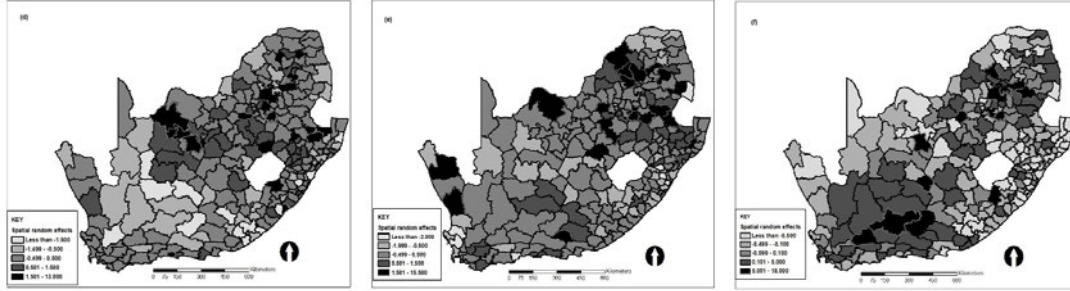 (d)
KEY
Spatial random effects
Less than -1.500
-1.499 - -0.500
-0.499 - 0.500
0.501 - 1.500
1.501 - 13.000
Kilometers
(e)
KEY
Spatial random effects
Less than -2.000
-1.999 - -0.500
-0.499 - 0.500
0.501 - 1.500
1.501 - 15.500
Kilometers
(f)
KEY
Spatial random effects
Less than -0.500
-0.499 - -0.100
-0.099 - 0.100
0.101 - 5.000
5.001 - 18.000
Kilometers